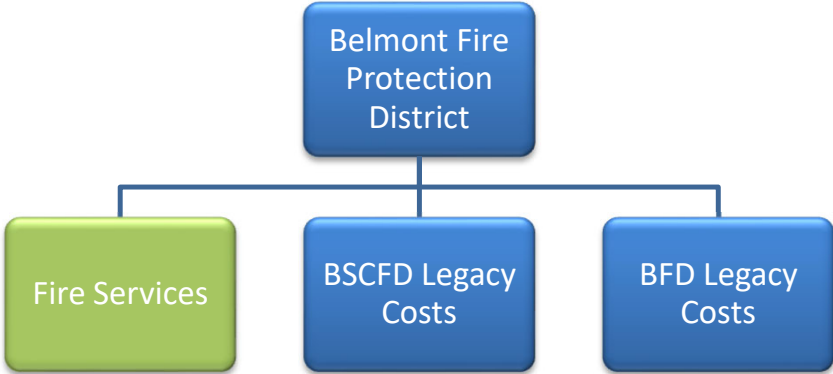 Belmont Fire
Protection
District
Fire Services
BSCFD Legacy
Costs
BFD Legacy
Costs